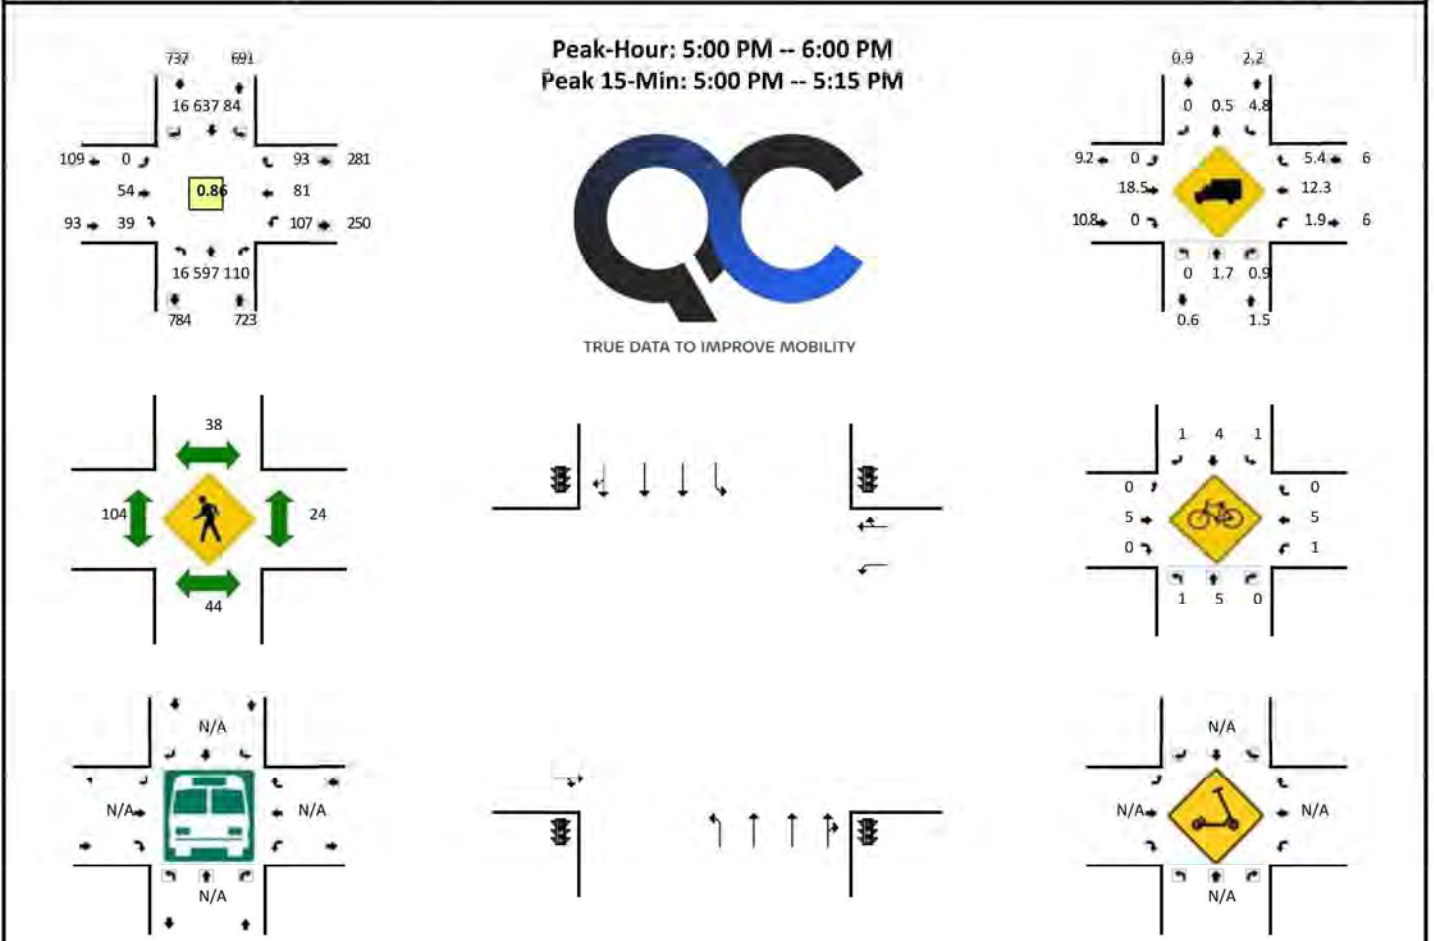 Peak-Hour: 5:00 PM -- 6:00 PM
Peak 15-Min: 5:00 PM -- 5:15 PM
737 691
16 637 84
109 0 93 281
54 0.86 81
93 39 107 250
16 597 110
784 723
QC
TRUE DATA TO IMPROVE MOBILITY
0.9 2.2
0 0.5 4.8
9.2 0 5.4 6
18.5 12.3
10.8 0 1.9 6
0 1.7 0.9
0.6 1.5
38
104 24
44
1 4 1
0 0
5 5
0 1
1 5 0
N/A
N/A N/A
N/A
N/A
N/A N/A
N/A